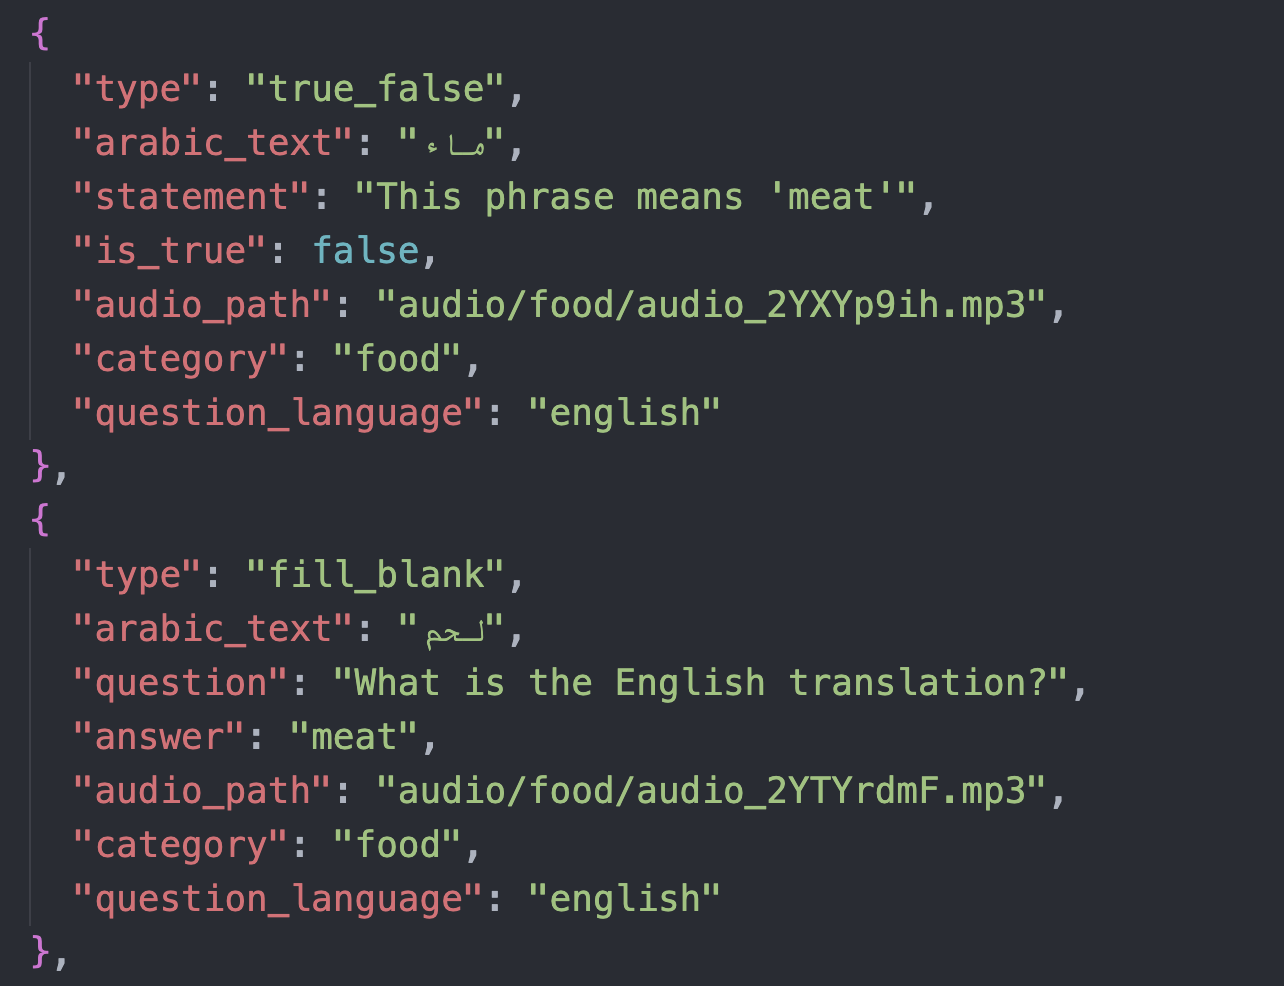 {
"type": "true_false",
"arabic_text": "ماء",
"statement": "This phrase means 'meat'",
"is_true": false,
"audio_path": "audio/food/audio_2YXYp9ih.mp3",
"category": "food",
"question_language": "english"
},
{
"type": "fill_blank",
"arabic_text": "لحم",
"question": "What is the English translation?",
"answer": "meat",
"audio_path": "audio/food/audio_2YTYrdmF.mp3",
"category": "food",
"question_language": "english"
},